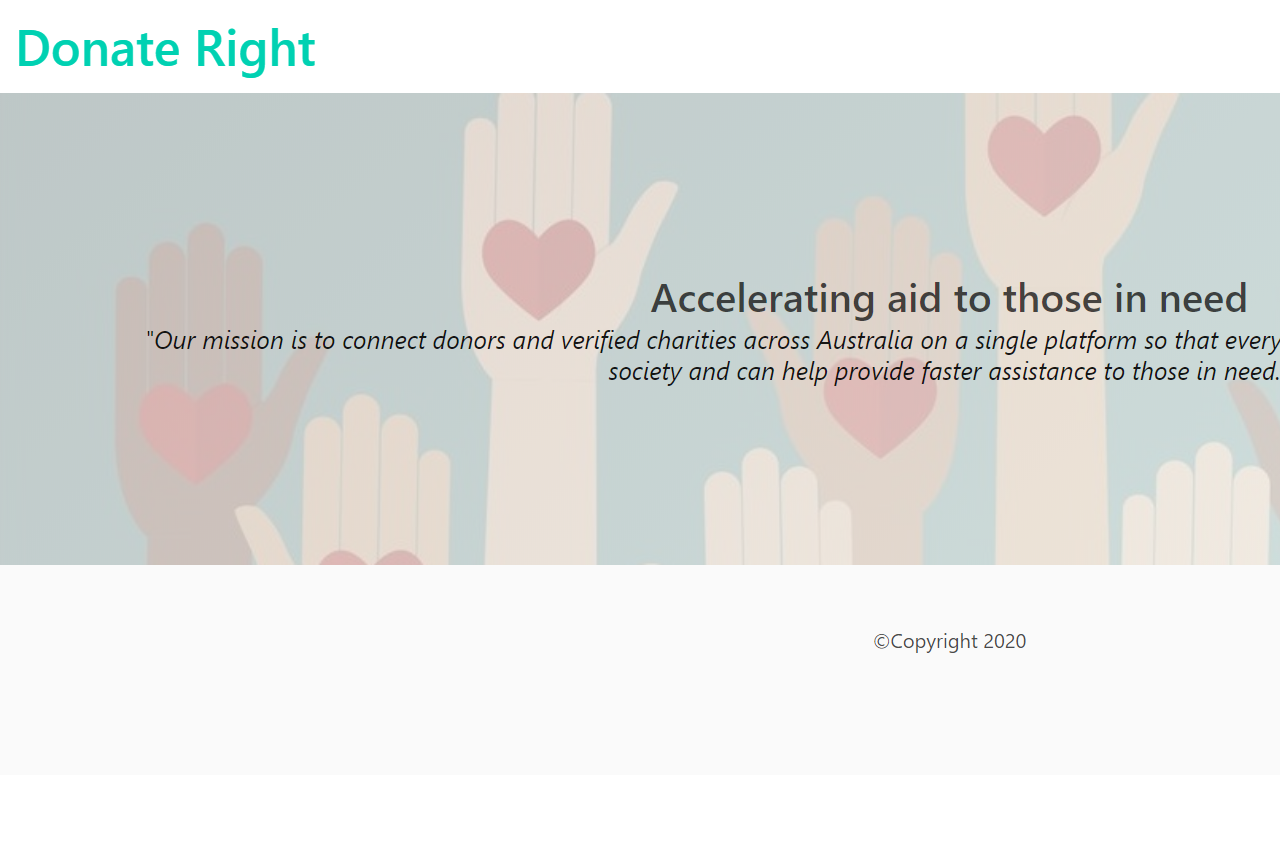 Donate Right
Accelerating aid to those in need
"Our mission is to connect donors and verified charities across Australia on a single platform so that every
society and can help provide faster assistance to those in need.
©Copyright 2020